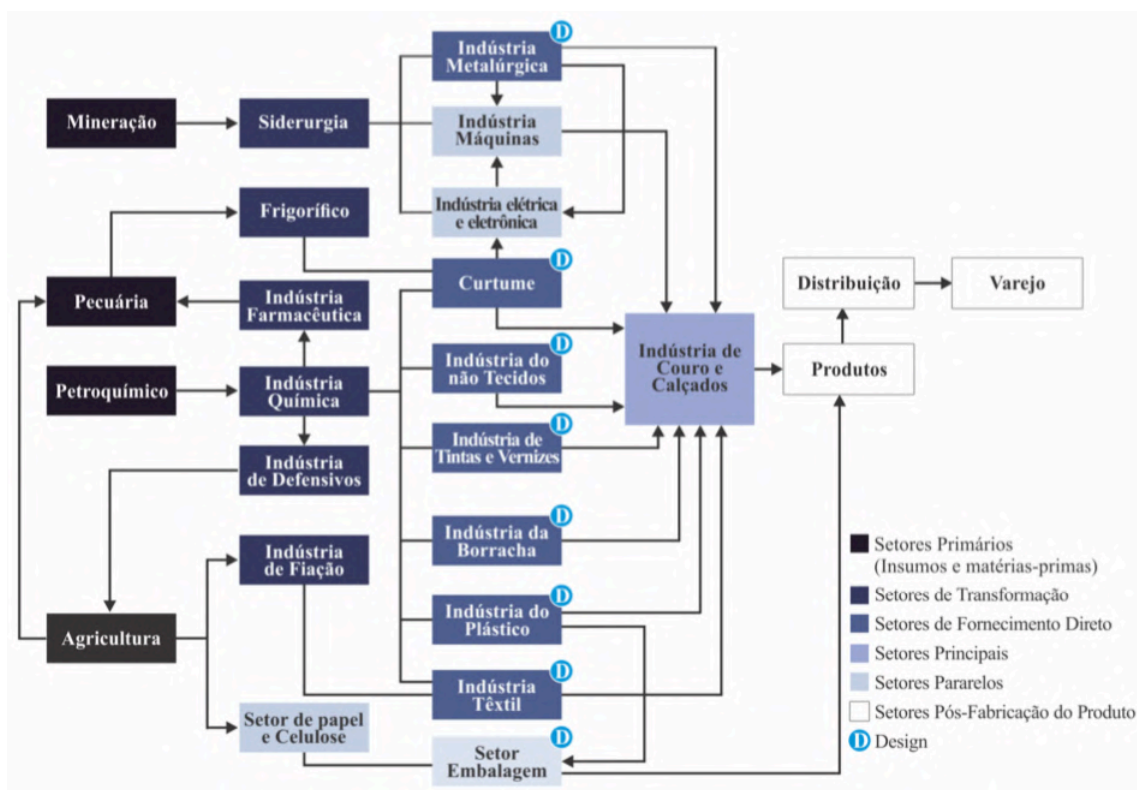 D
Indústria
Metalúrgica
Mineração
Siderurgia
Indústria
Máquinas
Frigorífico
Indústria elétrica
e eletrônica
D
Curtume
Pecuária
Indústria
Farmacêutica
Distribuição
Varejo
D
Indústria do
não Tecidos
Indústria de
Couro e
Calçados
Produtos
Petroquímico
Indústria
Química
D
Indústria de
Tintas e Vernizes
Indústria
de Defensivos
D
Indústria da
Borracha
Indústria
de Fiação
D
Indústria do
Plástico
Agricultura
D
Indústria
Têxtil
Setor de papel
e Celulose
D
Setor
Embalagem
Setores Primários
(Insumos e matérias-primas)
Setores de Transformação
Setores de Fornecimento Direto
Setores Principais
Setores Pararelos
Setores Pós-Fabricação do Produto
D Design